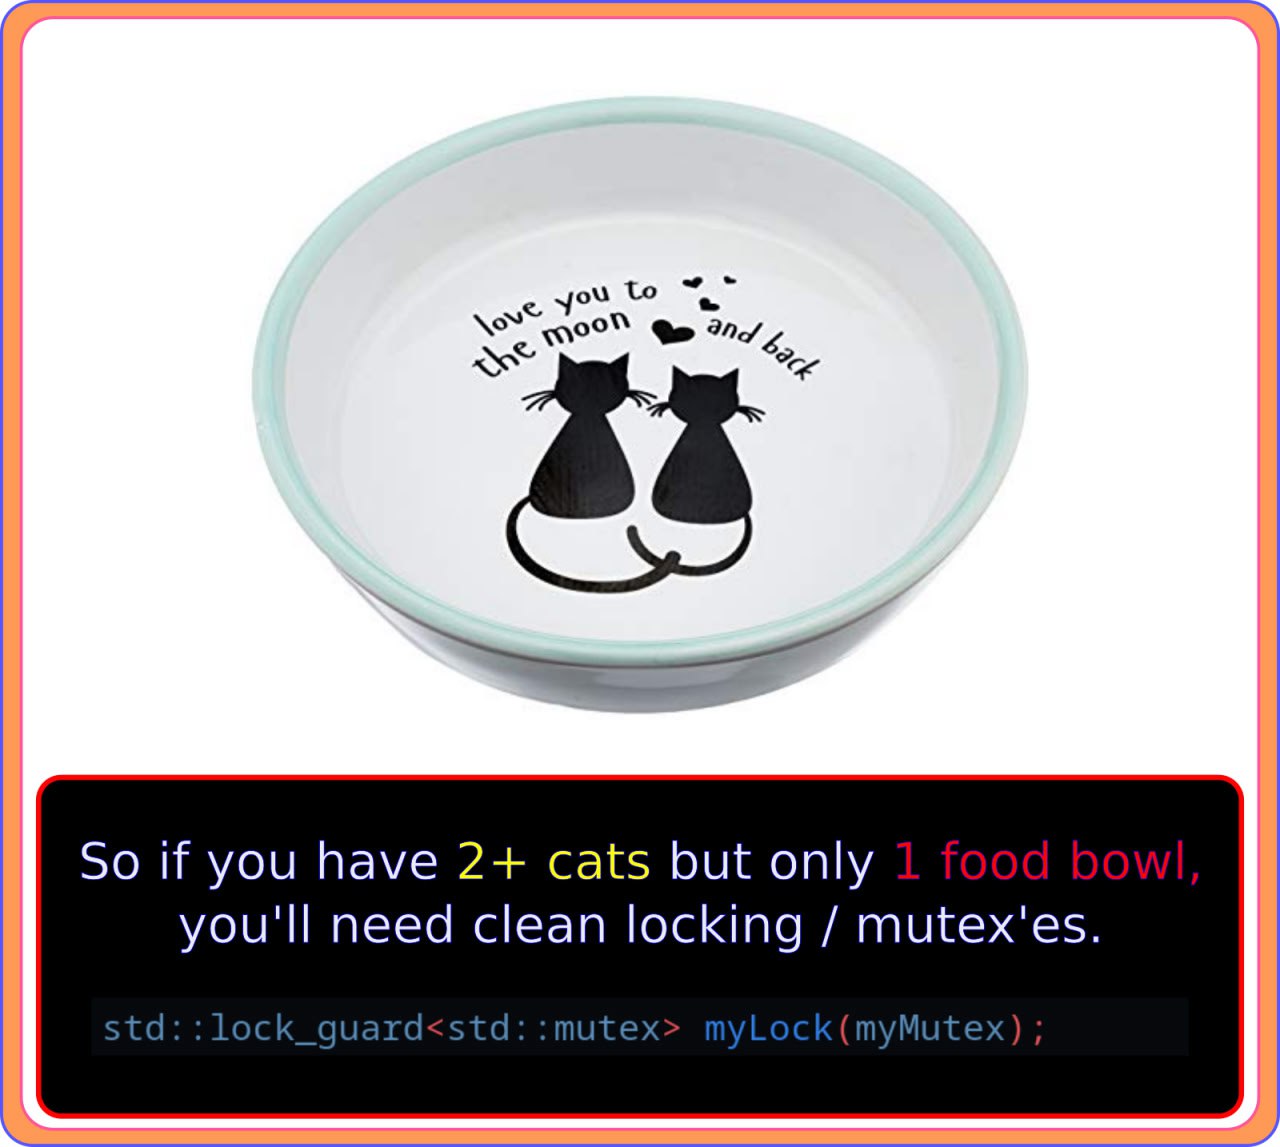 love you to
the moon and back
So if you have 2+ cats but only 1 food bowl,
you'll need clean locking / mutex'es.
std::lock_guard<std::mutex> myLock(myMutex);